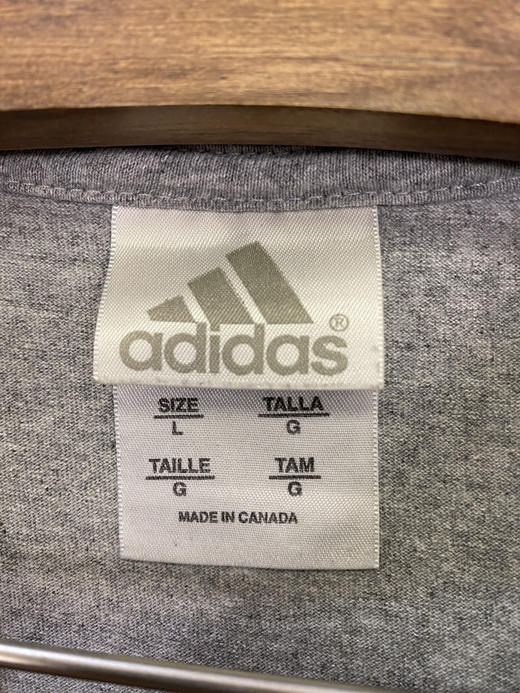 adidas®
SIZE TALLA
L G
TAILLE TAM
G G
MADE IN CANADA